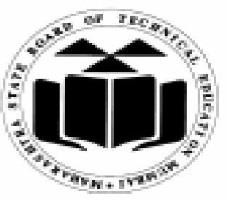 MAHARASHTRA STATE BOARD OF TECHNICAL EDUCATION MUMBAI